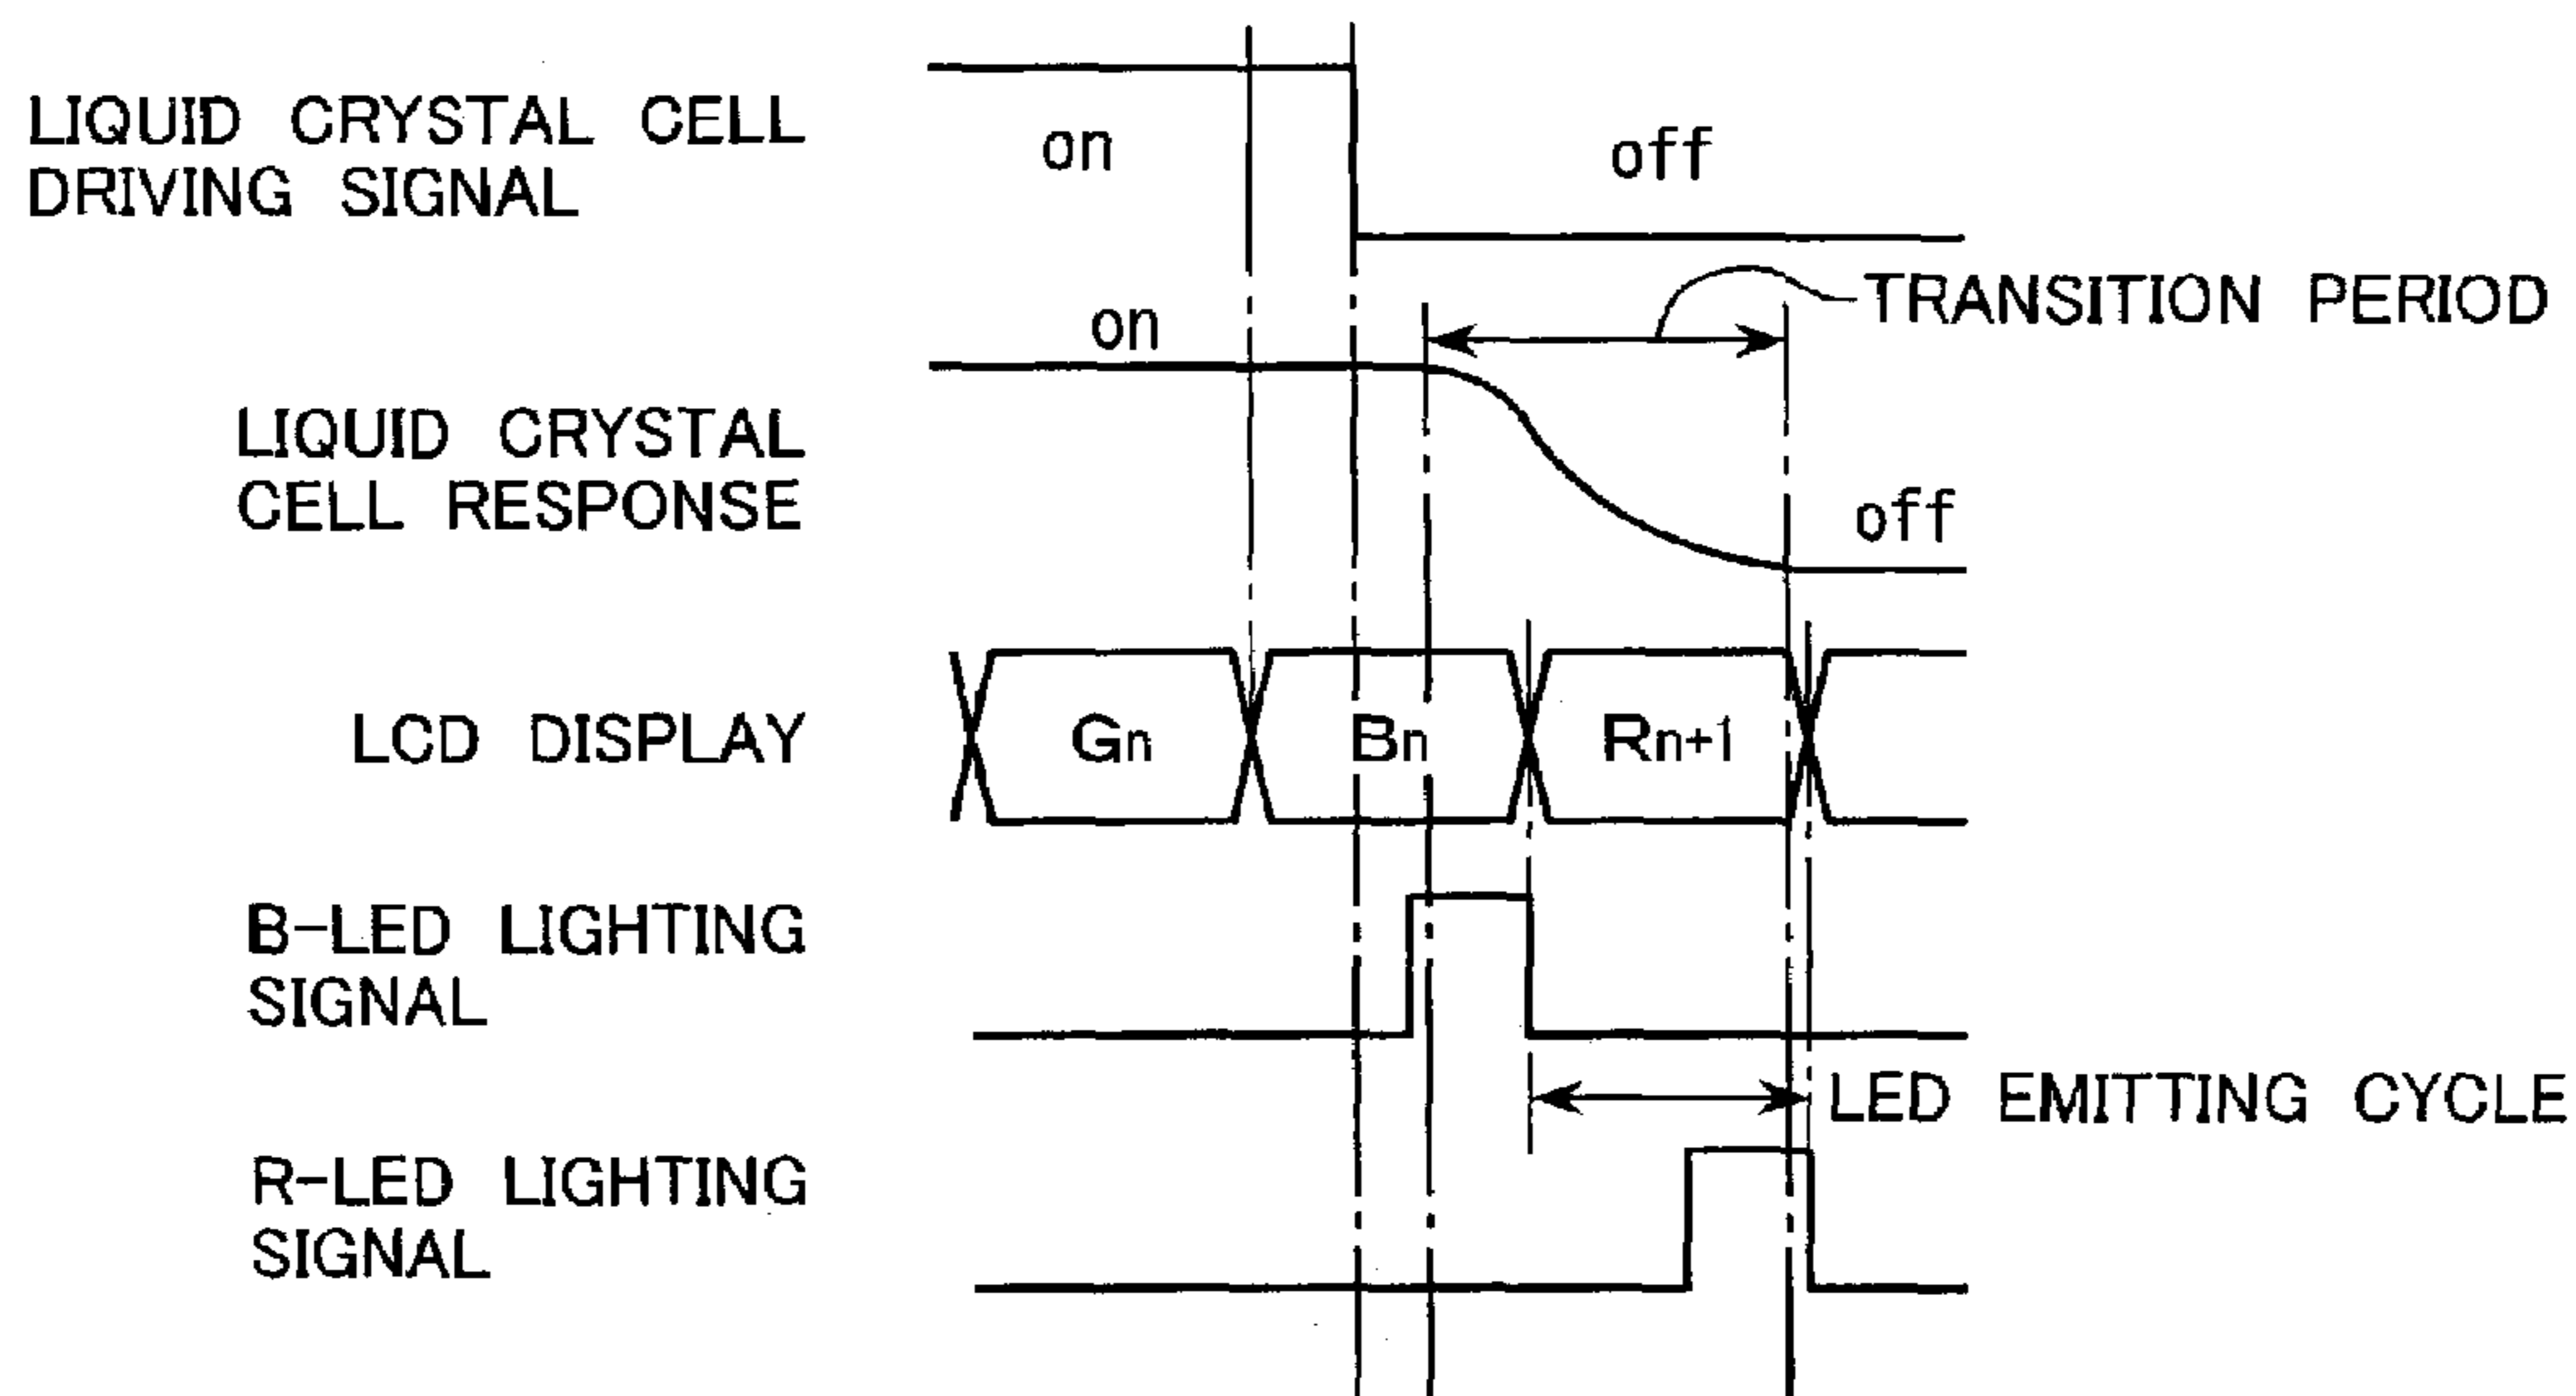 LIQUID CRYSTAL CELL
DRIVING SIGNAL
on
off
TRANSITION PERIOD
on
LIQUID CRYSTAL
CELL RESPONSE
off
LCD DISPLAY
Gn
Bn
Rn+1
B-LED LIGHTING
SIGNAL
LED EMITTING CYCLE
R-LED LIGHTING
SIGNAL